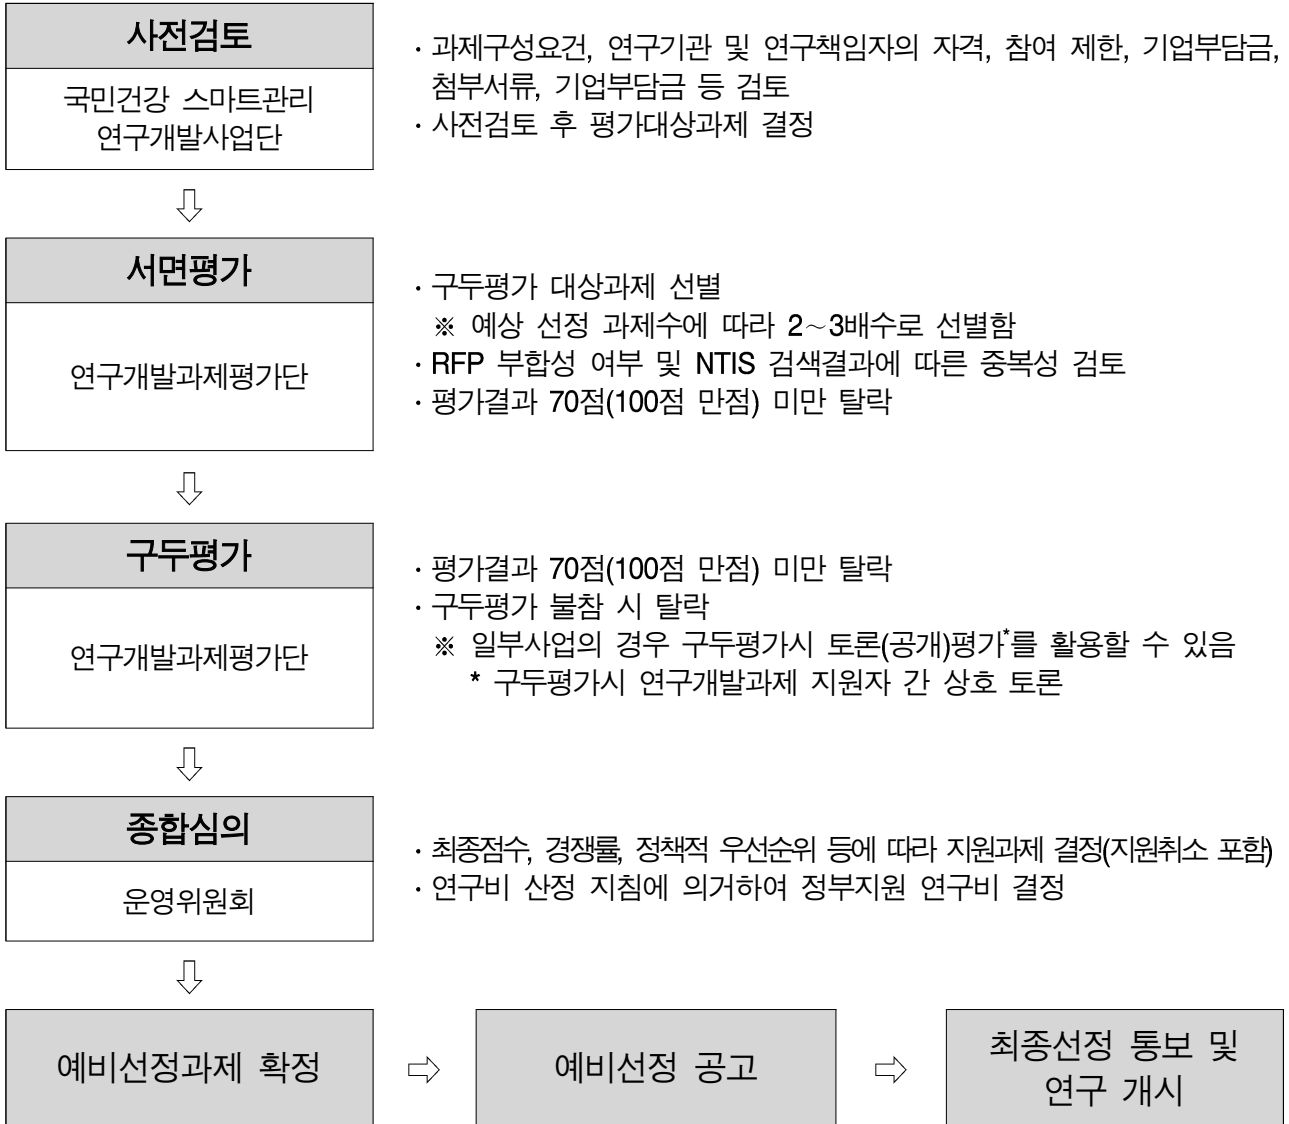 사전검토
국민건강 스마트관리
연구개발사업단
· 과제구성요건, 연구기관 및 연구책임자의 자격, 참여 제한, 기업부담금,
첨부서류, 기업부담금 등 검토
· 사전검토 후 평가대상과제 결정
⇩
서면평가
연구개발과제평가단
· 구두평가 대상과제 선별
※ 예상 선정 과제수에 따라 2~3배수로 선별함
· RFP 부합성 여부 및 NTIS 검색결과에 따른 중복성 검토
· 평가결과 70점(100점 만점) 미만 탈락
⇩
구두평가
연구개발과제평가단
· 평가결과 70점(100점 만점) 미만 탈락
· 구두평가 불참 시 탈락
※ 일부사업의 경우 구두평가시 토론(공개)평가*를 활용할 수 있음
* 구두평가시 연구개발과제 지원자 간 상호 토론
⇩
종합심의
운영위원회
· 최종점수, 경쟁률, 정책적 우선순위 등에 따라 지원과제 결정(지원취소 포함)
· 연구비 산정 지침에 의거하여 정부지원 연구비 결정
⇩
예비선정과제 확정 ⇨ 예비선정 공고 ⇨ 최종선정 통보 및
연구 개시